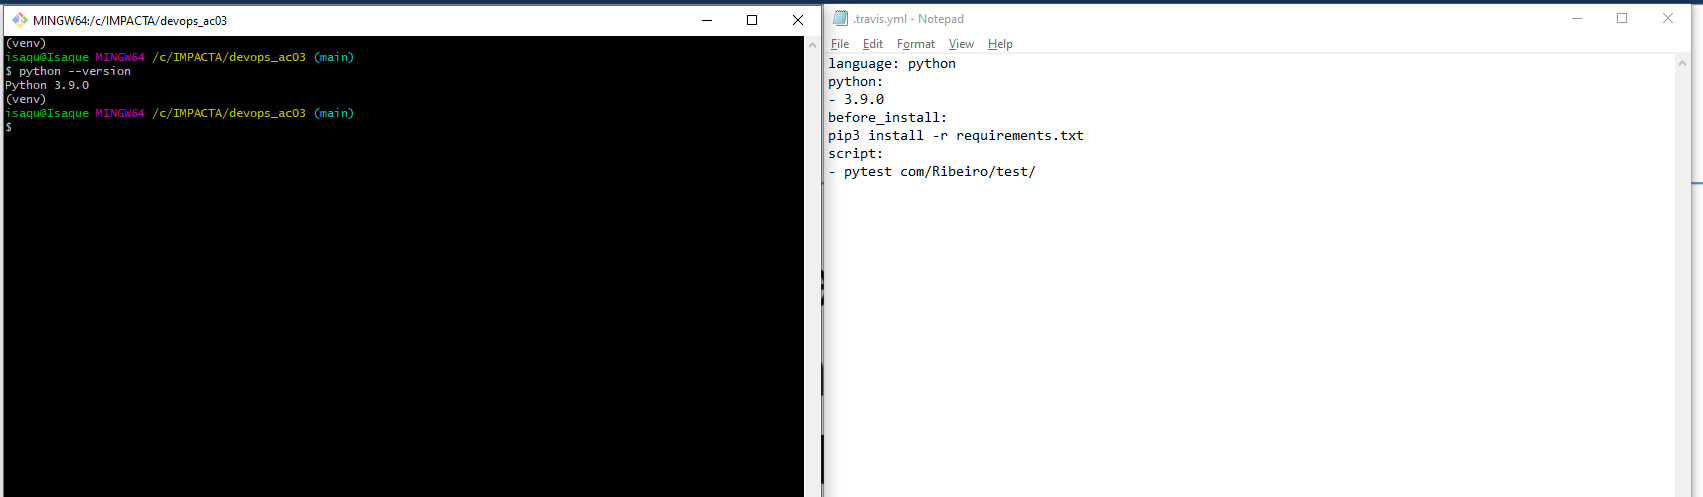 MINGW64:/c/IMPACTA/devops_ac03
(venv)
isaqu@Isaque MINGW64 /c/IMPACTA/devops_ac03 (main)
$ python --version
Python 3.9.0
(venv)
isaqu@Isaque MINGW64 /c/IMPACTA/devops_ac03 (main)
$
.travis.yml - Notepad
File Edit Format View Help
language: python
python:
- 3.9.0
before_install:
pip3 install -r requirements.txt
script:
- pytest com/Ribeiro/test/